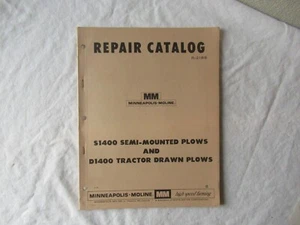 REPAIR CATALOG
MM
MINNEAPOLIS-MOLINE
S1400 SEMI-MOUNTED PLOWS
AND
D1400 TRACTOR DRAWN PLOWS
MINNEAPOLIS-MOLINE MM